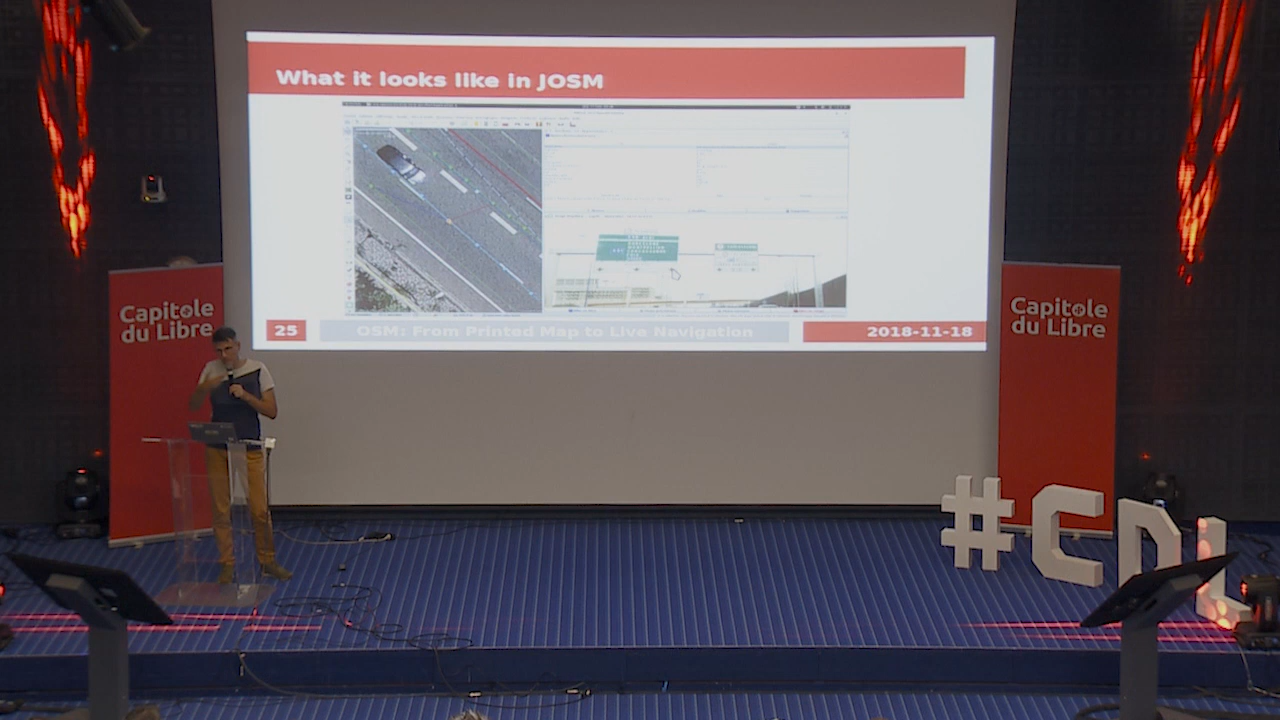 What it looks like in JOSM
25
OSM: From Printed Map to Live Navigation
2018-11-18
Capitole
du Libre
Capitole
du Libre
#CDL